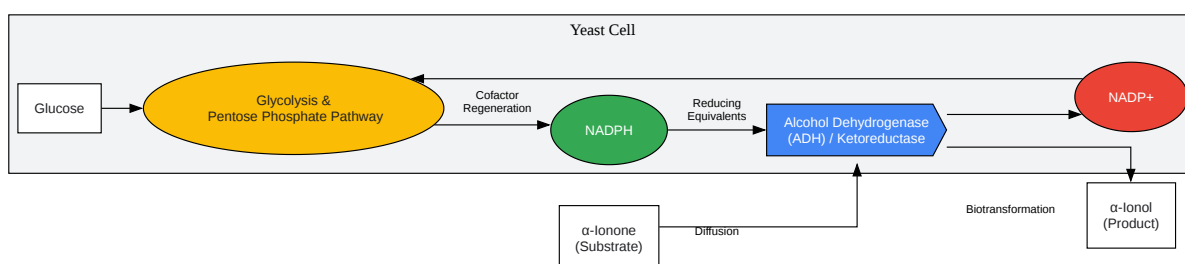 Yeast Cell
Glucose
Glycolysis &
Pentose Phosphate Pathway
Cofactor
Regeneration
NADPH
Reducing
Equivalents
Alcohol Dehydrogenase
(ADH) / Ketoreductase
NADP+
α-Ionone
(Substrate)
Diffusion
Biotransformation
α-Ionol
(Product)